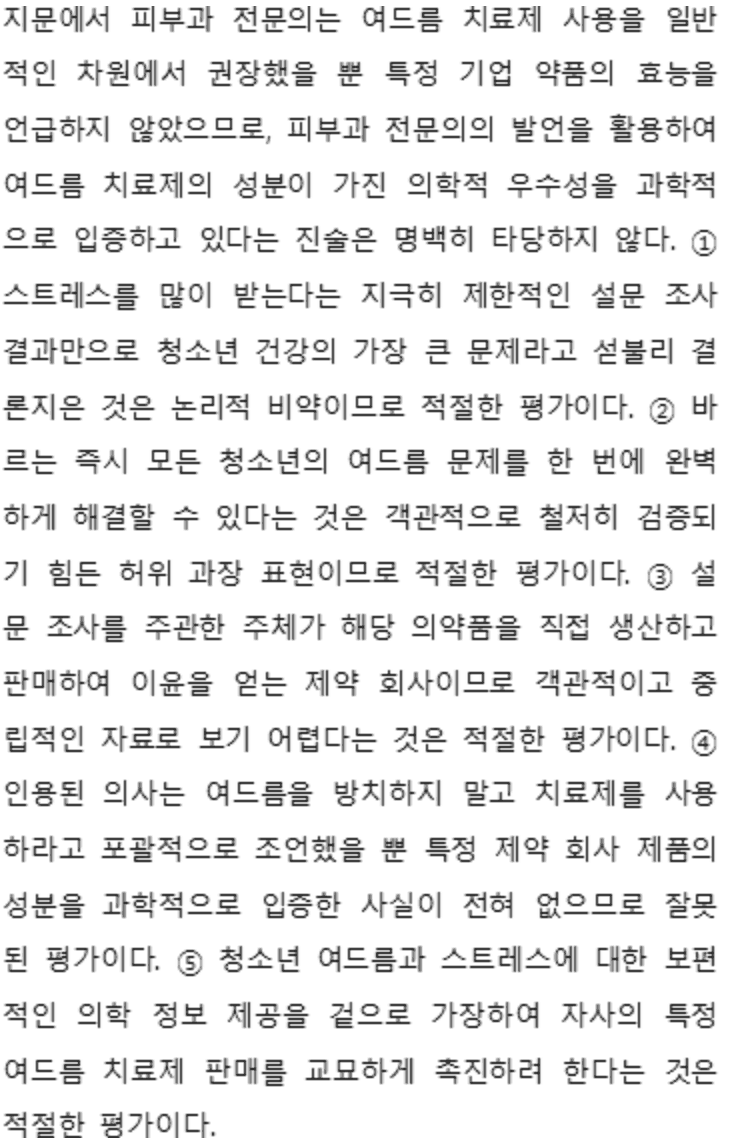 지문에서 피부과 전문의는 여드름 치료제 사용을 일반
적인 차원에서 권장했을 뿐 특정 기업 약품의 효능을
언급하지 않았으므로, 피부과 전문의의 발언을 활용하여
여드름 치료제의 성분이 가진 의학적 우수성을 과학적
으로 입증하고 있다는 진술은 명백히 타당하지 않다. ①
스트레스를 많이 받는다는 지극히 제한적인 설문 조사
결과만으로 청소년 건강의 가장 큰 문제라고 섣불리 결
론지은 것은 논리적 비약이므로 적절한 평가이다. ② 바
르는 즉시 모든 청소년의 여드름 문제를 한 번에 완벽
하게 해결할 수 있다는 것은 객관적으로 철저히 검증되
기 힘든 허위 과장 표현이므로 적절한 평가이다. ③ 설
문 조사를 주관한 주체가 해당 의약품을 직접 생산하고
판매하여 이윤을 얻는 제약 회사이므로 객관적이고 중
립적인 자료로 보기 어렵다는 것은 적절한 평가이다. ④
인용된 의사는 여드름을 방치하지 말고 치료제를 사용
하라고 포괄적으로 조언했을 뿐 특정 제약 회사 제품의
성분을 과학적으로 입증한 사실이 전혀 없으므로 잘못
된 평가이다. ⑤ 청소년 여드름과 스트레스에 대한 보편
적인 의학 정보 제공을 겉으로 가장하여 자사의 특정
여드름 치료제 판매를 교묘하게 촉진하려 한다는 것은
적절한 평가이다.